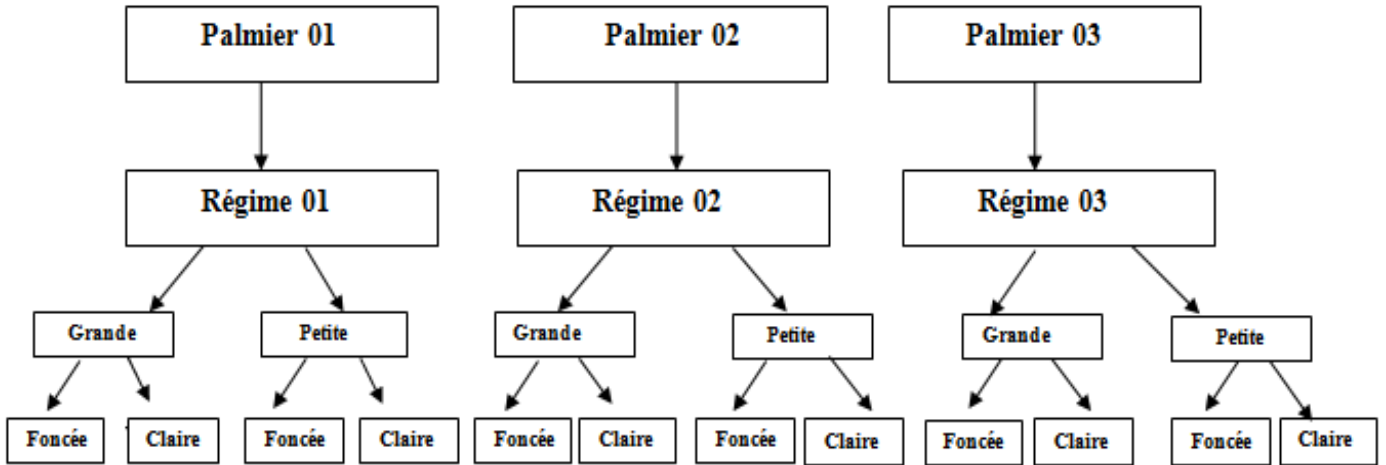 Palmier 01
Palmier 02
Palmier 03
Régime 01
Régime 02
Régime 03
Grande
Petite
Grande
Petite
Grande
Petite
Foncée
Claire
Foncée
Claire
Foncée
Claire
Foncée
Claire
Foncée
Claire
Foncée
Claire